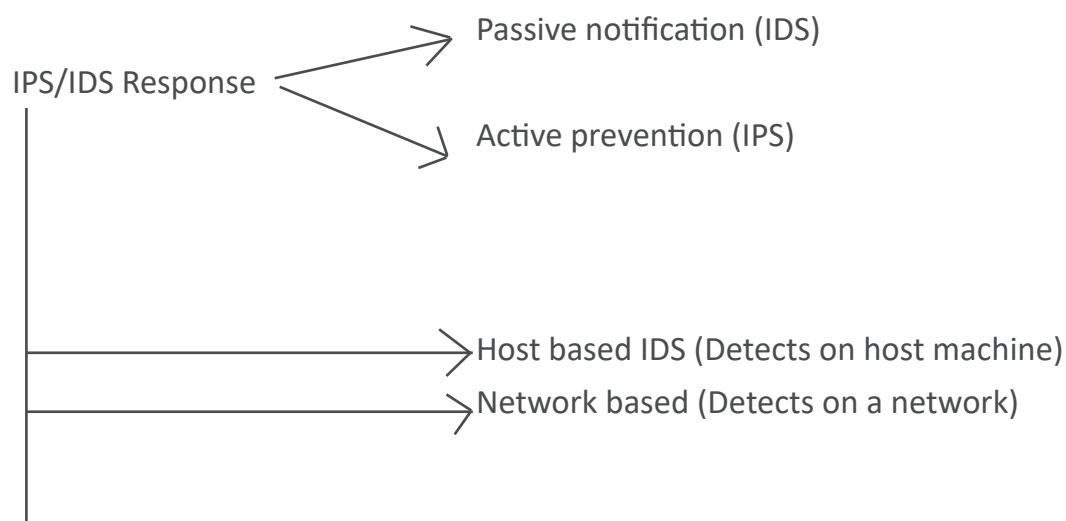 Passive notification (IDS)
IPS/IDS Response
Active prevention (IPS)
Host based IDS (Detects on host machine)
Network based (Detects on a network)